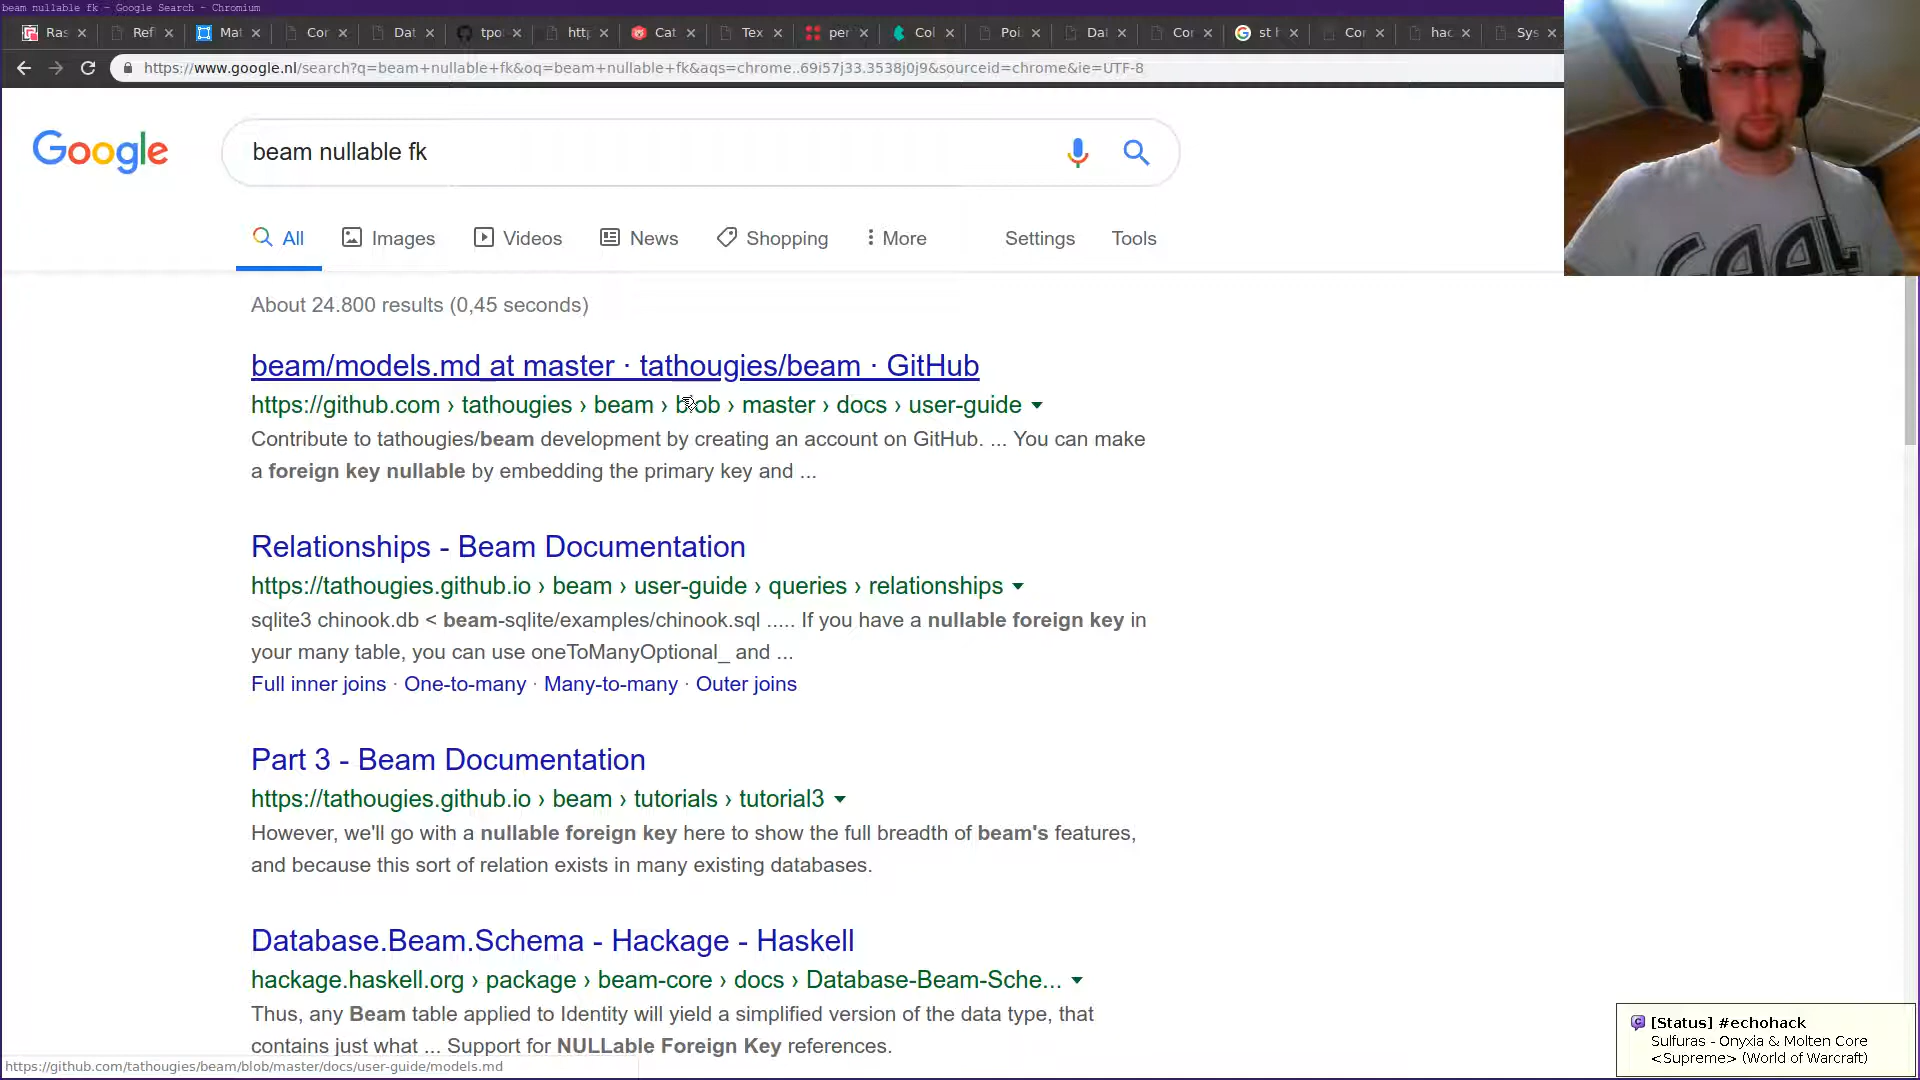 beam nullable fk - Google Search - Chromium
Ras
Ref
Mat
Cor
Dat
tpo
http
Cat
Tex
per
Col
Poi
Dat
Cor
st h
Cor
hac
Sys
https://www.google.nl/search?q=beam+nullable+fk&oq=beam+nullable+fk&aqs=chrome..69i57j33.3538j0j9&sourceid=chrome&ie=UTF-8
Google
beam nullable fk
All
Images
Videos
News
Shopping
More
Settings
Tools
About 24.800 results (0,45 seconds)
beam/models.md at master · tathougies/beam · GitHub
https://github.com › tathougies › beam › blob › master › docs › user-guide
Contribute to tathougies/beam development by creating an account on GitHub. ... You can make
a foreign key nullable by embedding the primary key and ...
Relationships - Beam Documentation
https://tathougies.github.io › beam › user-guide › queries › relationships
sqlite3 chinook.db < beam-sqlite/examples/chinook.sql ..... If you have a nullable foreign key in
your many table, you can use oneToManyOptional_ and ...
Full inner joins · One-to-many · Many-to-many · Outer joins
Part 3 - Beam Documentation
https://tathougies.github.io › beam › tutorials › tutorial3
However, we'll go with a nullable foreign key here to show the full breadth of beam's features,
and because this sort of relation exists in many existing databases.
Database.Beam.Schema - Hackage - Haskell
hackage.haskell.org › package › beam-core › docs › Database-Beam-Sche...
Thus, any Beam table applied to Identity will yield a simplified version of the data type, that
contains just what ... Support for NULLable Foreign Key references.
https://github.com/tathougies/beam/blob/master/docs/user-guide/models.md
[Status] #echohack
Sulfuras - Onyxia & Molten Core
<Supreme> (World of Warcraft)